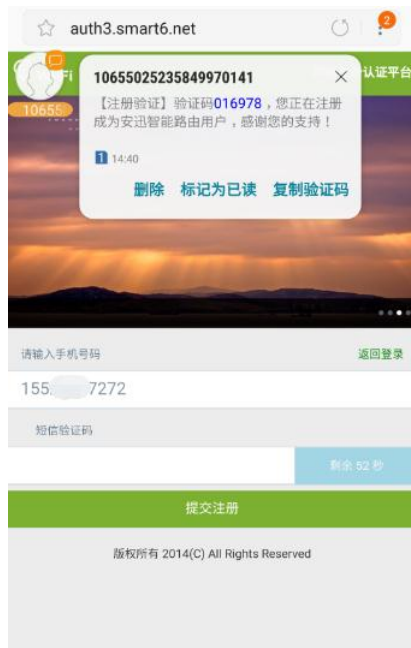 auth3.smart6.net
2
Fi
认证平台
10655025235849970141
【注册验证】验证码016978，您正在注册
成为安迅智能路由用户，感谢您的支持！
10655
1 14:40
删除 标记为已读 复制验证码
请输入手机号码 返回登录
155 7272
短信验证码
剩余 52 秒
提交注册
版权所有 2014(C) All Rights Reserved